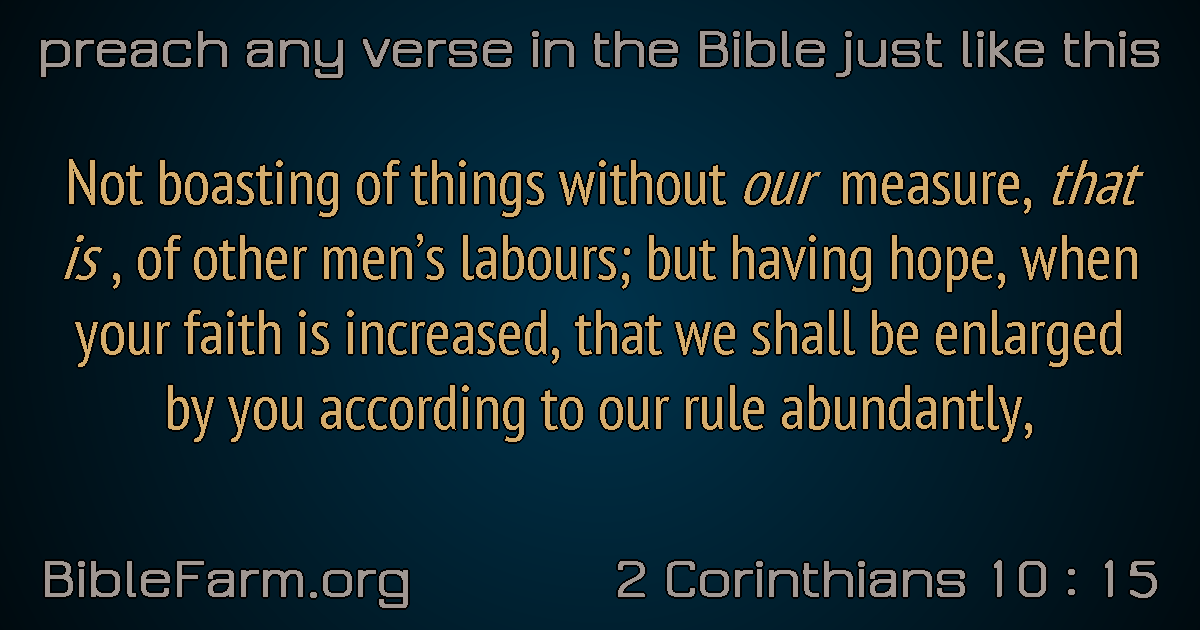 preach any verse in the Bible just like this
Not boasting of things without our measure, that
is , of other men’s labours; but having hope, when
your faith is increased, that we shall be enlarged
by you according to our rule abundantly,
BibleFarm.org
2 Corinthians 10 : 15